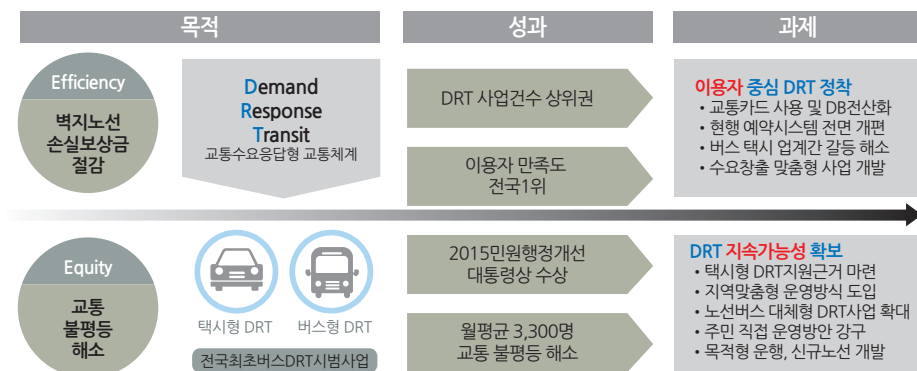 목적
성과
과제
Efficiency
벽지노선
손실보상금
절감
Demand
Response
Transit
교통수요응답형 교통체계
DRT 사업건수 상위권
이용자 만족도
전국1위
이용자 중심 DRT 정착
• 교통카드 사용 및 DB전산화
• 현행 예약시스템 전면 개편
• 버스 택시 업계간 갈등 해소
• 수요창출 맞춤형 사업 개발
Equity
교통
불평등
해소
택시형 DRT
버스형 DRT
전국최초버스DRT시범사업
2015민원행정개선
대통령상 수상
월평균 3,300명
교통 불평등 해소
DRT 지속가능성 확보
• 택시형 DRT지원근거 마련
• 지역맞춤형 운영방식 도입
• 노선버스 대체형 DRT사업 확대
• 주민 직접 운영방안 강구
• 목적형 운행, 신규노선 개발